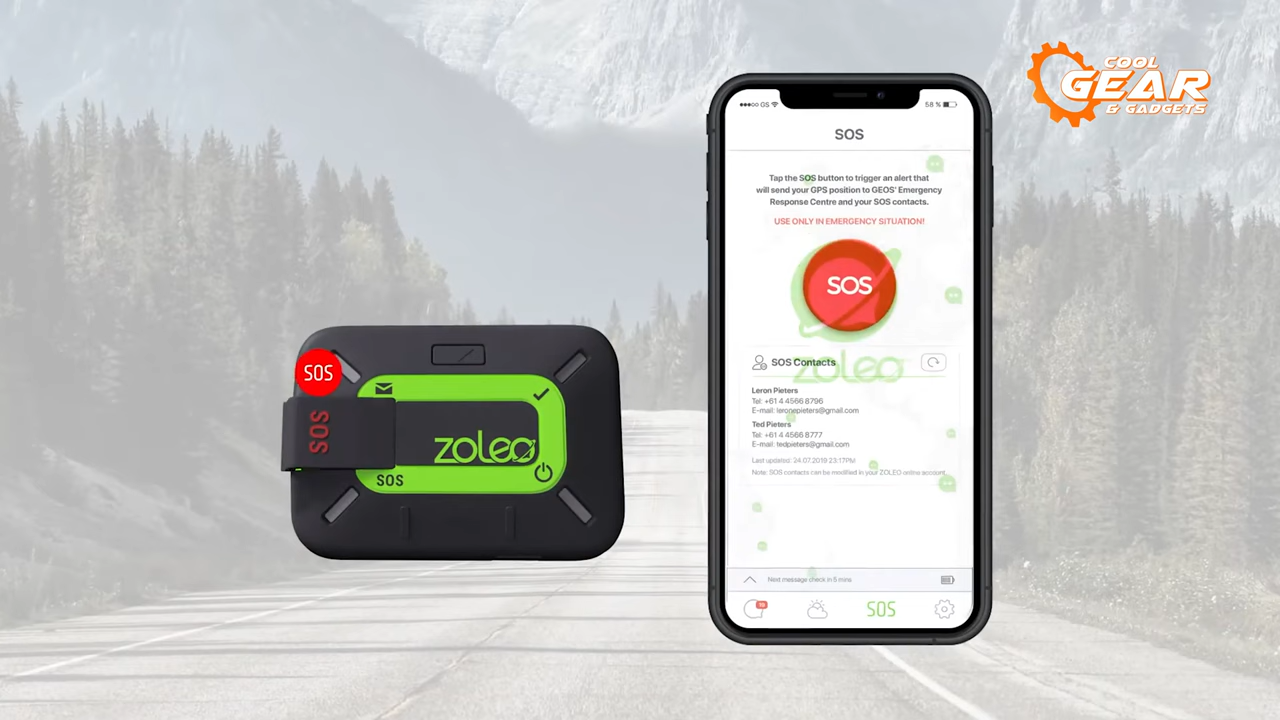 COOL
GEAR
& GADGETS
GS
58 %
SOS
Tap the SOS button to trigger an alert that
will send your GPS position to GEOS' Emergency
Response Centre and your SOS contacts.
USE ONLY IN EMERGENCY SITUATION!
SOS
zoleo
SOS Contacts
Leron Pieters
Tel: +61 4 4566 8796
E-mail: leronepieters@gmail.com
Ted Pieters
Tel: +61 4 4566 8777
E-mail: tedpieters@gmail.com
Last updated: 24.07.2019 23:17PM
Note: SOS contacts can be modified in your ZOLEO online account
Next message check in 5 mins
15
SOS
SOS
SOS
zoleo
SOS